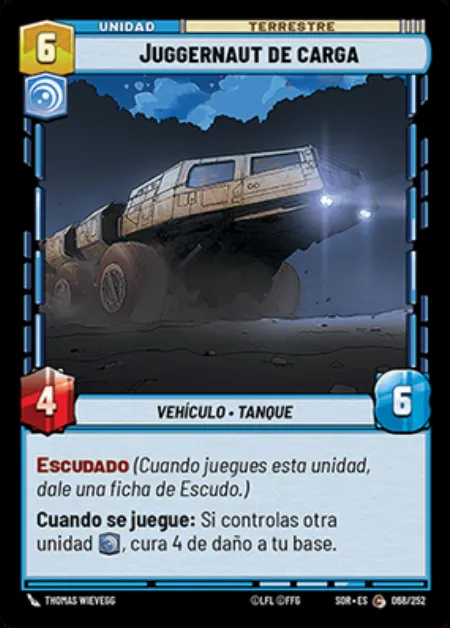 UNIDAD
TERRESTRE
6
JUGGERNAUT DE CARGA
4
VEHÍCULO • TANQUE
6
ESCUDADO (Cuando juegues esta unidad,
dale una ficha de Escudo.)
Cuando se juegue: Si controlas otra
unidad , cura 4 de daño a tu base.
THOMAS WIEVEGG
©LFL ©FFG
SOR • ES
C
068/252